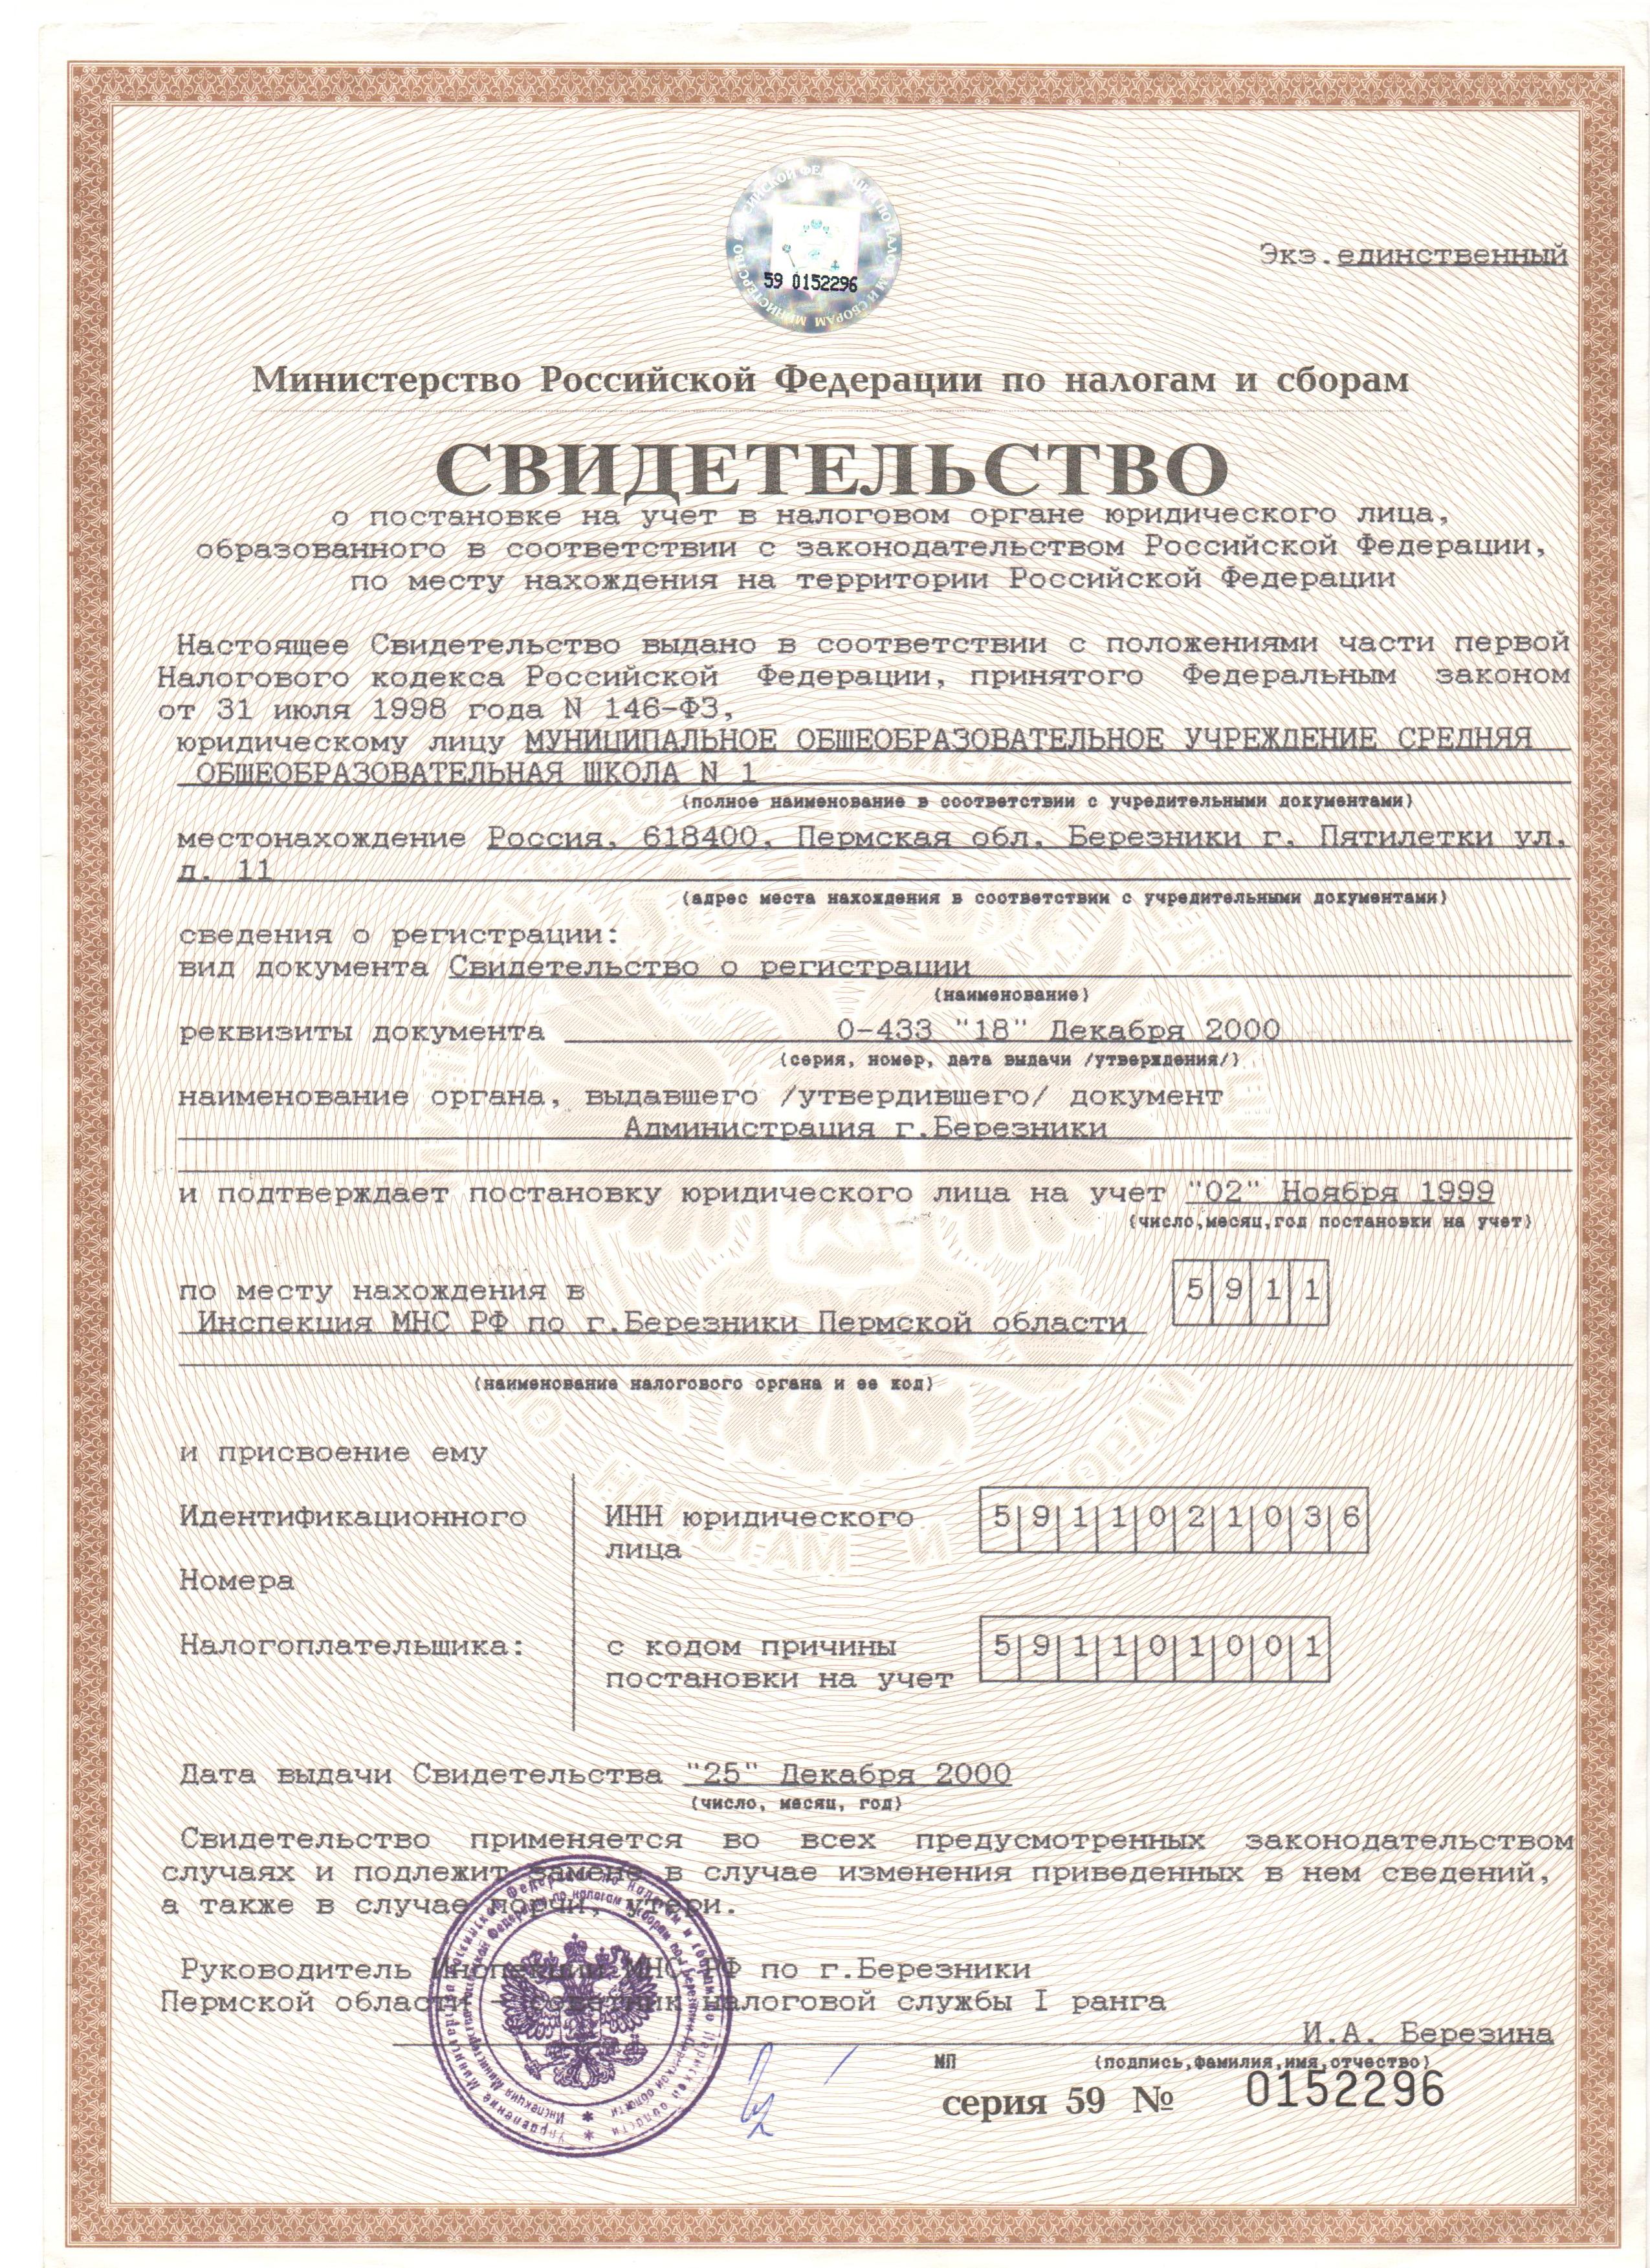 МИНИСТЕРСТВО РОССИЙСКОЙ ФЕДЕРАЦИИ ПО НАЛОГАМ И СБОРАМ
59 0152296
Экз.единственный
Министерство Российской Федерации по налогам и сборам
СВИДЕТЕЛЬСТВО
о постановке на учет в налоговом органе юридического лица,
образованного в соответствии с законодательством Российской Федерации,
по месту нахождения на территории Российской Федерации
Настоящее Свидетельство выдано в соответствии с положениями части первой
Налогового кодекса Российской Федерации, принятого Федеральным законом
от 31 июля 1998 года N 146-ФЗ,
юридическому лицу МУНИЦИПАЛЬНОЕ ОБЩЕОБРАЗОВАТЕЛЬНОЕ УЧРЕЖДЕНИЕ СРЕДНЯЯ
ОБЩЕОБРАЗОВАТЕЛЬНАЯ ШКОЛА N 1
(полное наименование в соответствии с учредительными документами)
местонахождение Россия, 618400, Пермская обл, Березники г, Пятилетки ул,
д. 11
(адрес места нахождения в соответствии с учредительными документами)
сведения о регистрации:
вид документа Свидетельство о регистрации
(наименование)
реквизиты документа 0-433 "18" Декабря 2000
(серия, номер, дата выдачи /утверждения/)
наименование органа, выдавшего /утвердившего/ документ
Администрация г.Березники
и подтверждает постановку юридического лица на учет "02" Ноября 1999
(число,месяц,год постановки на учет)
по месту нахождения в 5911
Инспекция МНС РФ по г.Березники Пермской области
(наименование налогового органа и ее код)
и присвоение ему
Идентификационного ИНН юридического 5911021036
лица
Номера
Налогоплательщика: с кодом причины 591101001
постановки на учет
Дата выдачи Свидетельства "25" Декабря 2000
(число, месяц, год)
Свидетельство применяется во всех предусмотренных законодательством
случаях и подлежит замене в случае изменения приведенных в нем сведений,
а также в случае порчи, утери.
Руководитель Инспекции МНС РФ по г.Березники
Пермской области - советник налоговой службы I ранга
И.А. Березина
МП (подпись,фамилия,имя,отчество)
серия 59 № 0152296